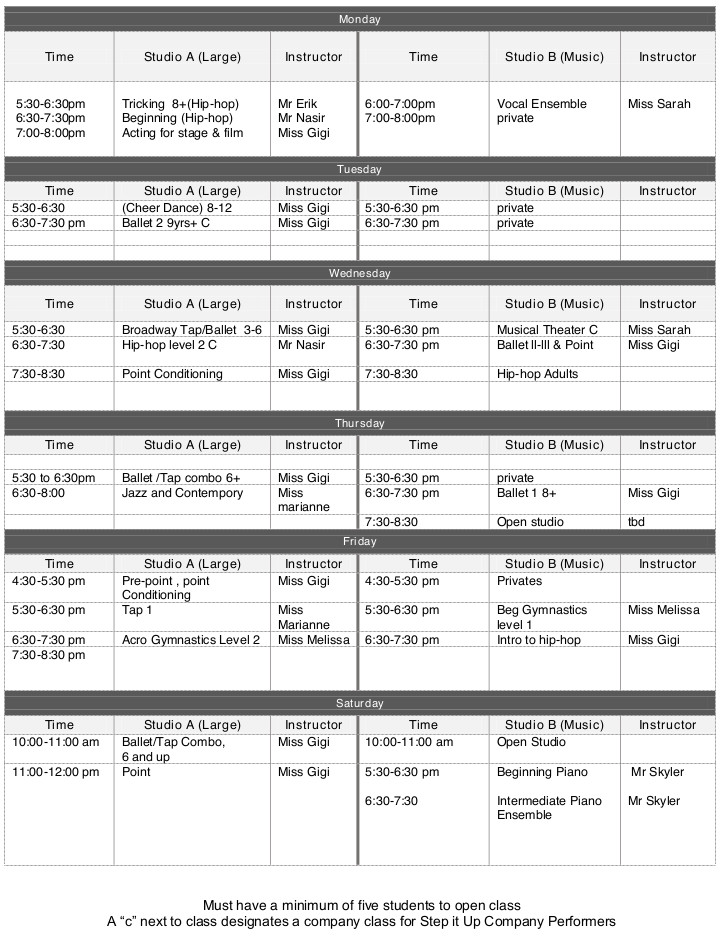 Monday
Time Studio A (Large) Instructor Time Studio B (Music) Instructor
5:30-6:30pm Tricking 8+(Hip-hop) Mr Erik 6:00-7:00pm Vocal Ensemble Miss Sarah
6:30-7:30pm Beginning (Hip-hop) Mr Nasir 7:00-8:00pm private
7:00-8:00pm Acting for stage & film Miss Gigi
Tuesday
Time Studio A (Large) Instructor Time Studio B (Music) Instructor
5:30-6:30 (Cheer Dance) 8-12 Miss Gigi 5:30-6:30 pm private
6:30-7:30 pm Ballet 2 9yrs+ C Miss Gigi 6:30-7:30 pm private
Wednesday
Time Studio A (Large) Instructor Time Studio B (Music) Instructor
5:30-6:30 Broadway Tap/Ballet 3-6 Miss Gigi 5:30-6:30 pm Musical Theater C Miss Sarah
6:30-7:30 Hip-hop level 2 C Mr Nasir 6:30-7:30 pm Ballet II-III & Point Miss Gigi
7:30-8:30 Point Conditioning Miss Gigi 7:30-8:30 Hip-hop Adults
Thursday
Time Studio A (Large) Instructor Time Studio B (Music) Instructor
5:30 to 6:30pm Ballet /Tap combo 6+ Miss Gigi 5:30-6:30 pm private
6:30-8:00 Jazz and Contempory Miss 6:30-7:30 pm Ballet 1 8+ Miss Gigi
marianne
7:30-8:30 Open studio tbd
Friday
Time Studio A (Large) Instructor Time Studio B (Music) Instructor
4:30-5:30 pm Pre-point , point Miss Gigi 4:30-5:30 pm Privates
Conditioning
5:30-6:30 pm Tap 1 Miss 5:30-6:30 pm Beg Gymnastics Miss Melissa
Marianne level 1
6:30-7:30 pm Acro Gymnastics Level 2 Miss Melissa 6:30-7:30 pm Intro to hip-hop Miss Gigi
7:30-8:30 pm
Saturday
Time Studio A (Large) Instructor Time Studio B (Music) Instructor
10:00-11:00 am Ballet/Tap Combo, Miss Gigi 10:00-11:00 am Open Studio
6 and up
11:00-12:00 pm Point Miss Gigi 5:30-6:30 pm Beginning Piano Mr Skyler
6:30-7:30 Intermediate Piano Mr Skyler
Ensemble
Must have a minimum of five students to open class
A “c” next to class designates a company class for Step it Up Company Performers